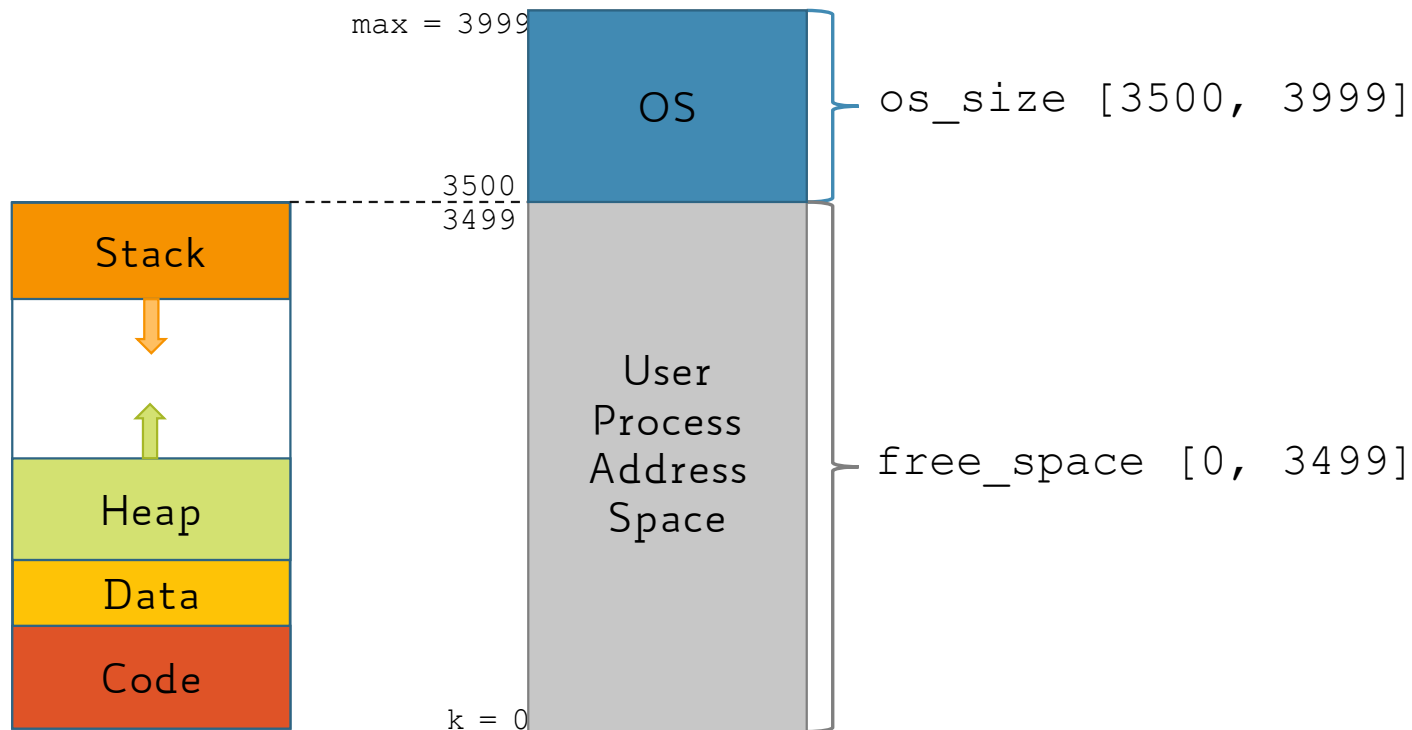 max = 3999
OS
os_size [3500, 3999]
3500
3499
Stack
User
Process
Address
Space
free_space [0, 3499]
Heap
Data
Code
k = 0